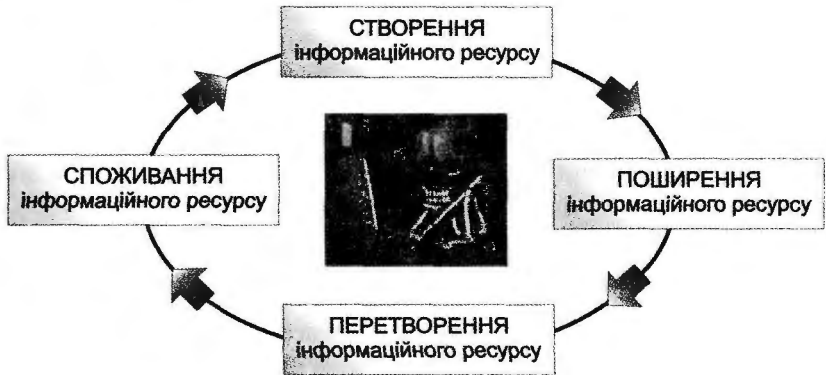 СТВОРЕННЯ
інформаційного ресурсу
СПОЖИВАННЯ
інформаційного ресурсу
ПОШИРЕННЯ
інформаційного ресурсу
ПЕРЕТВОРЕННЯ
інформаційного ресурсу